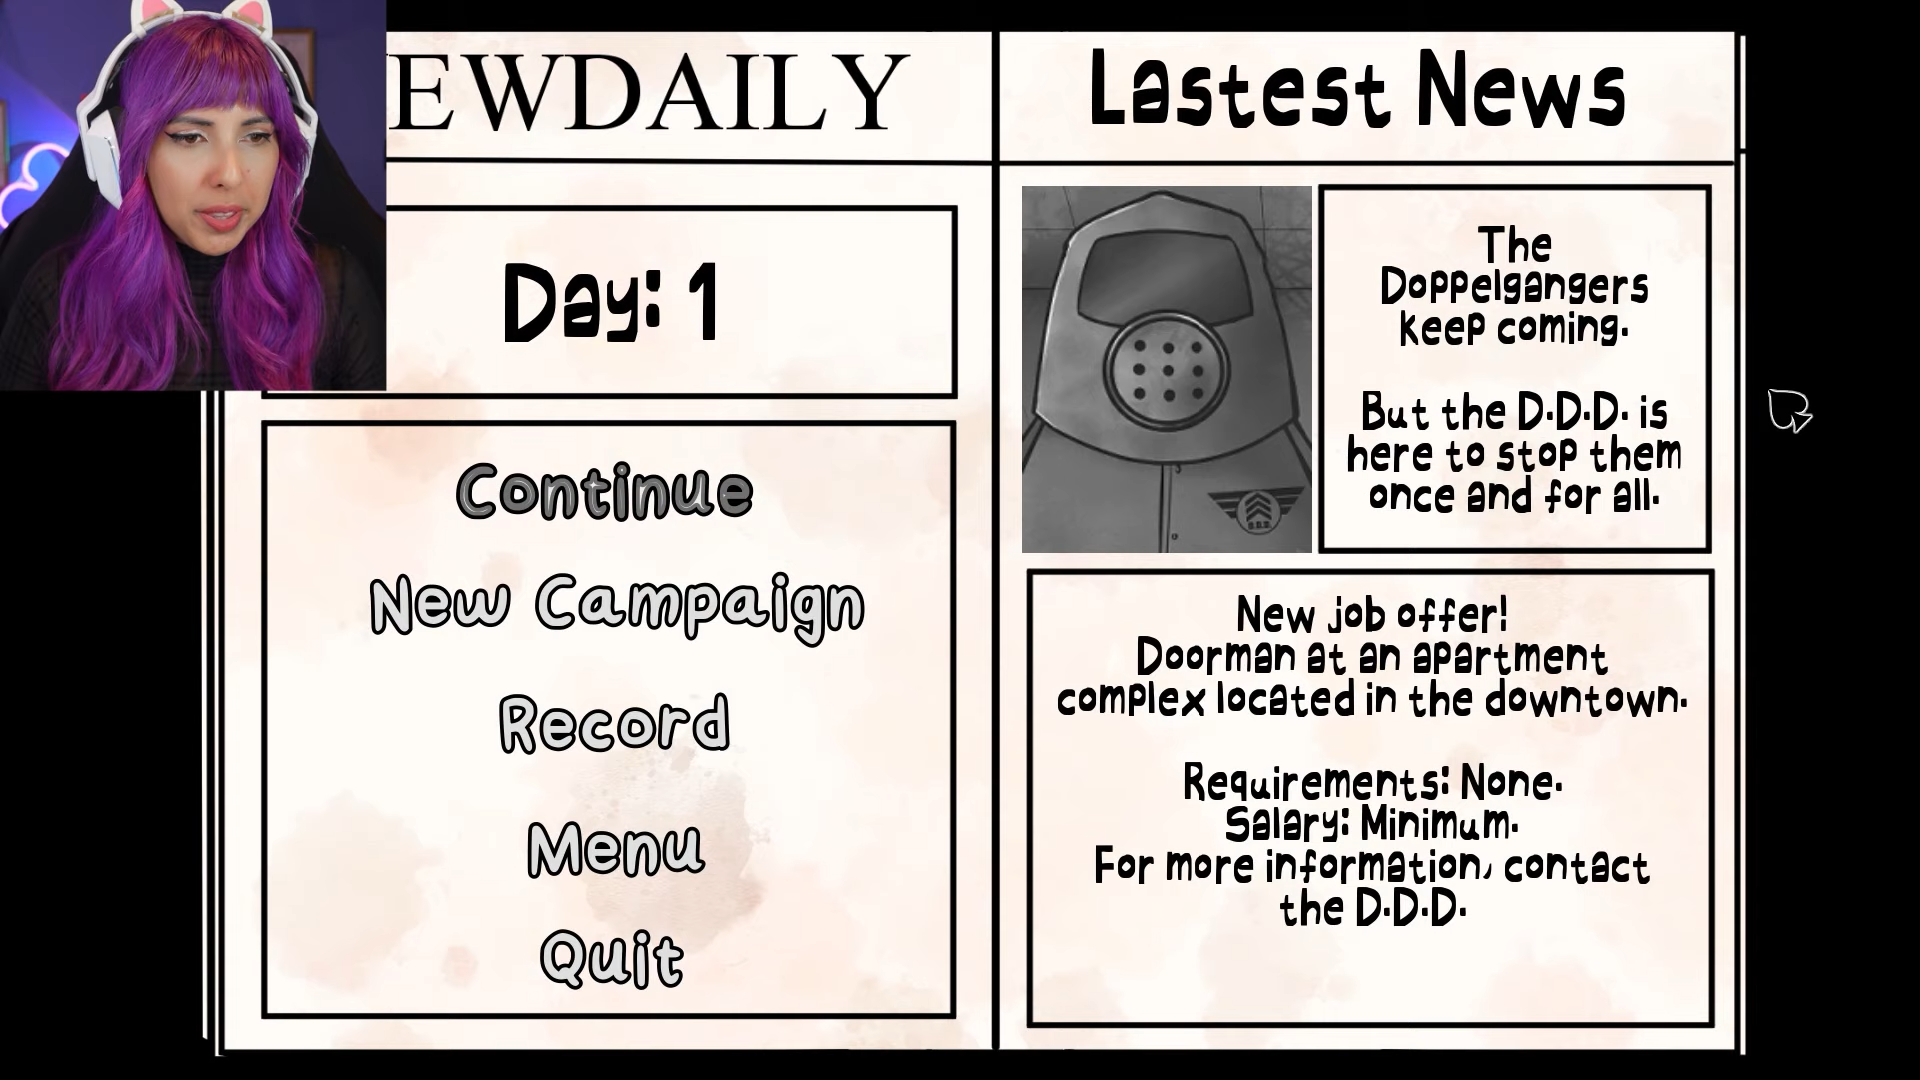 EWDAILY
Day: 1
Continue
New Campaign
Record
Menu
Quit
Lastest News
The
Doppelgangers
keep coming.
But the D.D.D. is
here to stop them
once and for all.
D.D.D.
New job offer!
Doorman at an apartment
complex located in the downtown.
Requirements: None.
Salary: Minimum.
For more information, contact
the D.D.D.